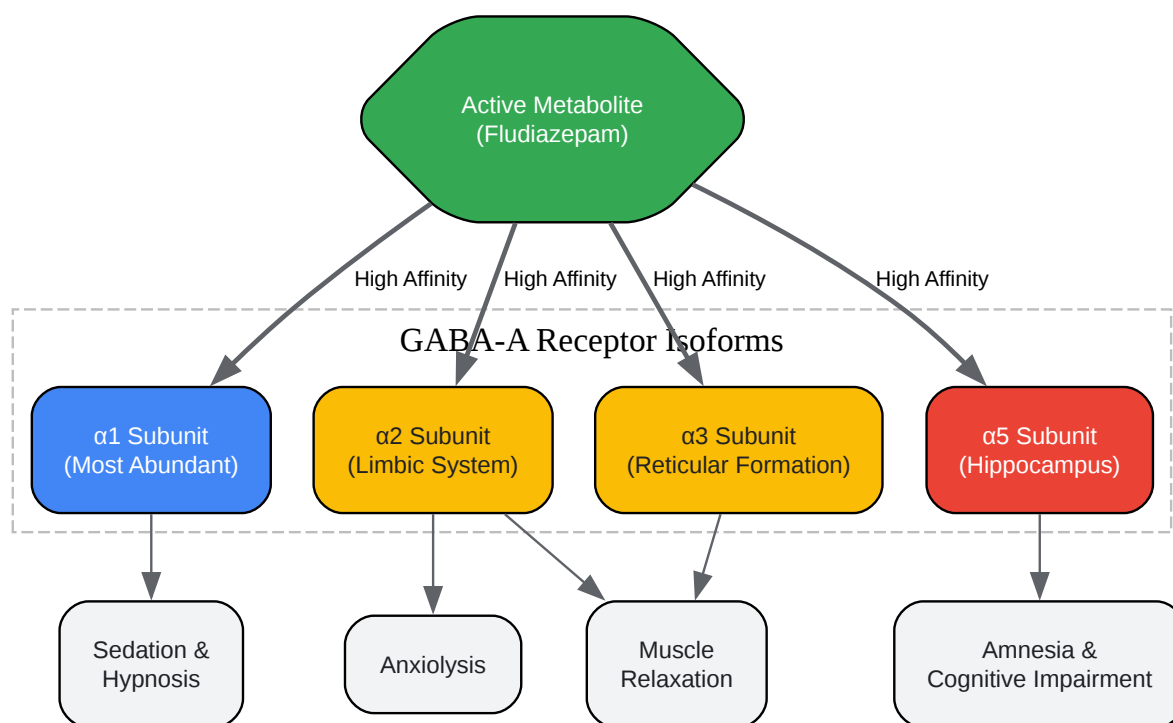 Active Metabolite
(Fludiazepam)
High Affinity
High Affinity
High Affinity
High Affinity
GABA-A Receptor Isoforms
α1 Subunit
(Most Abundant)
α2 Subunit
(Limbic System)
α3 Subunit
(Reticular Formation)
α5 Subunit
(Hippocampus)
Sedation &
Hypnosis
Anxiolysis
Muscle
Relaxation
Amnesia &
Cognitive Impairment